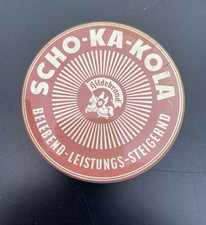 SCHO-KA-KOLA
Hildebrand
BELEBEND-LEISTUNGS-STEIGERND